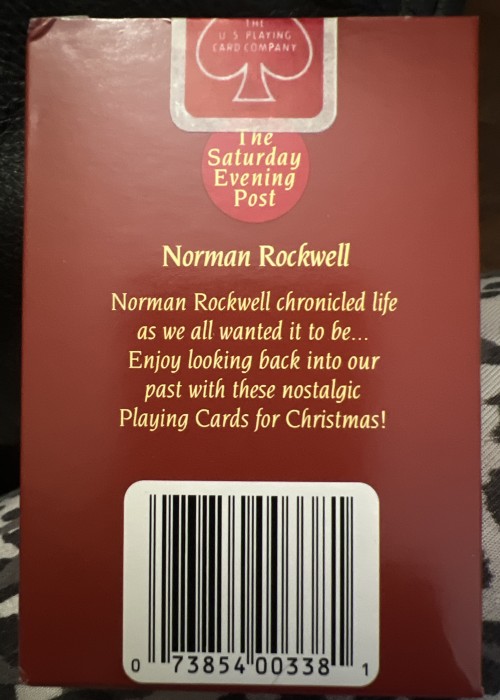 THE
U S PLAYING
CARD COMPANY
The
Saturday
Evening
Post
Norman Rockwell
Norman Rockwell chronicled life
as we all wanted it to be...
Enjoy looking back into our
past with these nostalgic
Playing Cards for Christmas!
0 73854 00338 1